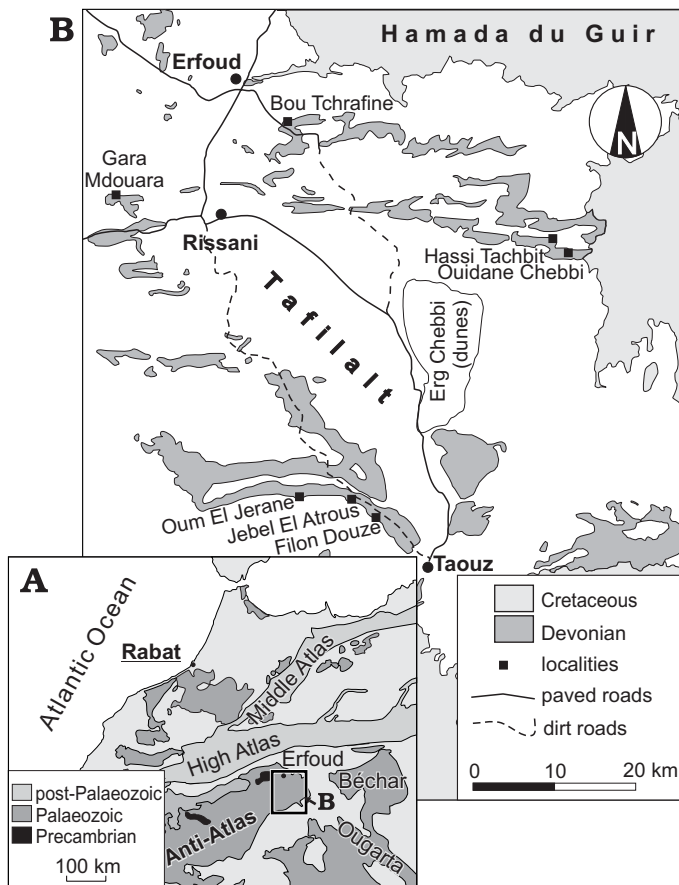 B
Hamada du Guir
Erfoud
Bou Tchrafine
N
Gara
Mdouara
Rissani
Hassi Tachbit
Ouidane Chebbi
Tafilalt
Erg Chebbi
(dunes)
Oum El Jerane
Jebel El Atrous
Filon Douze
Taouz
A
Atlantic Ocean
Rabat
Middle Atlas
High Atlas
Erfoud
Béchar
B
Anti-Atlas
Ougarta
post-Palaeozoic
Palaeozoic
Precambrian
100 km
Cretaceous
Devonian
localities
paved roads
dirt roads
0 10 20 km